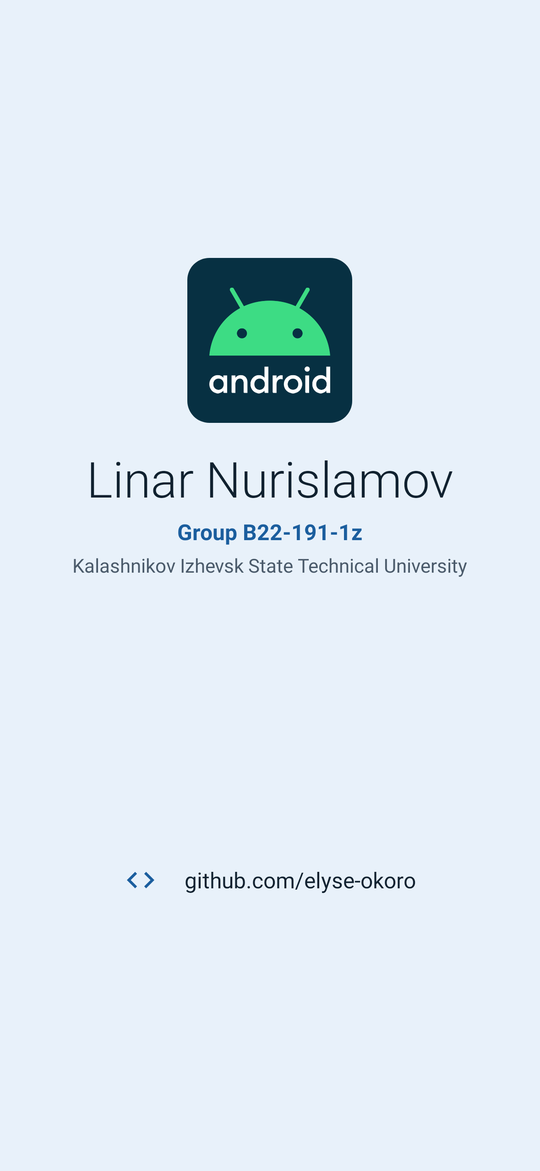 android
Linar Nurislamov
Group B22-191-1z
Kalashnikov Izhevsk State Technical University
github.com/elyse-okoro